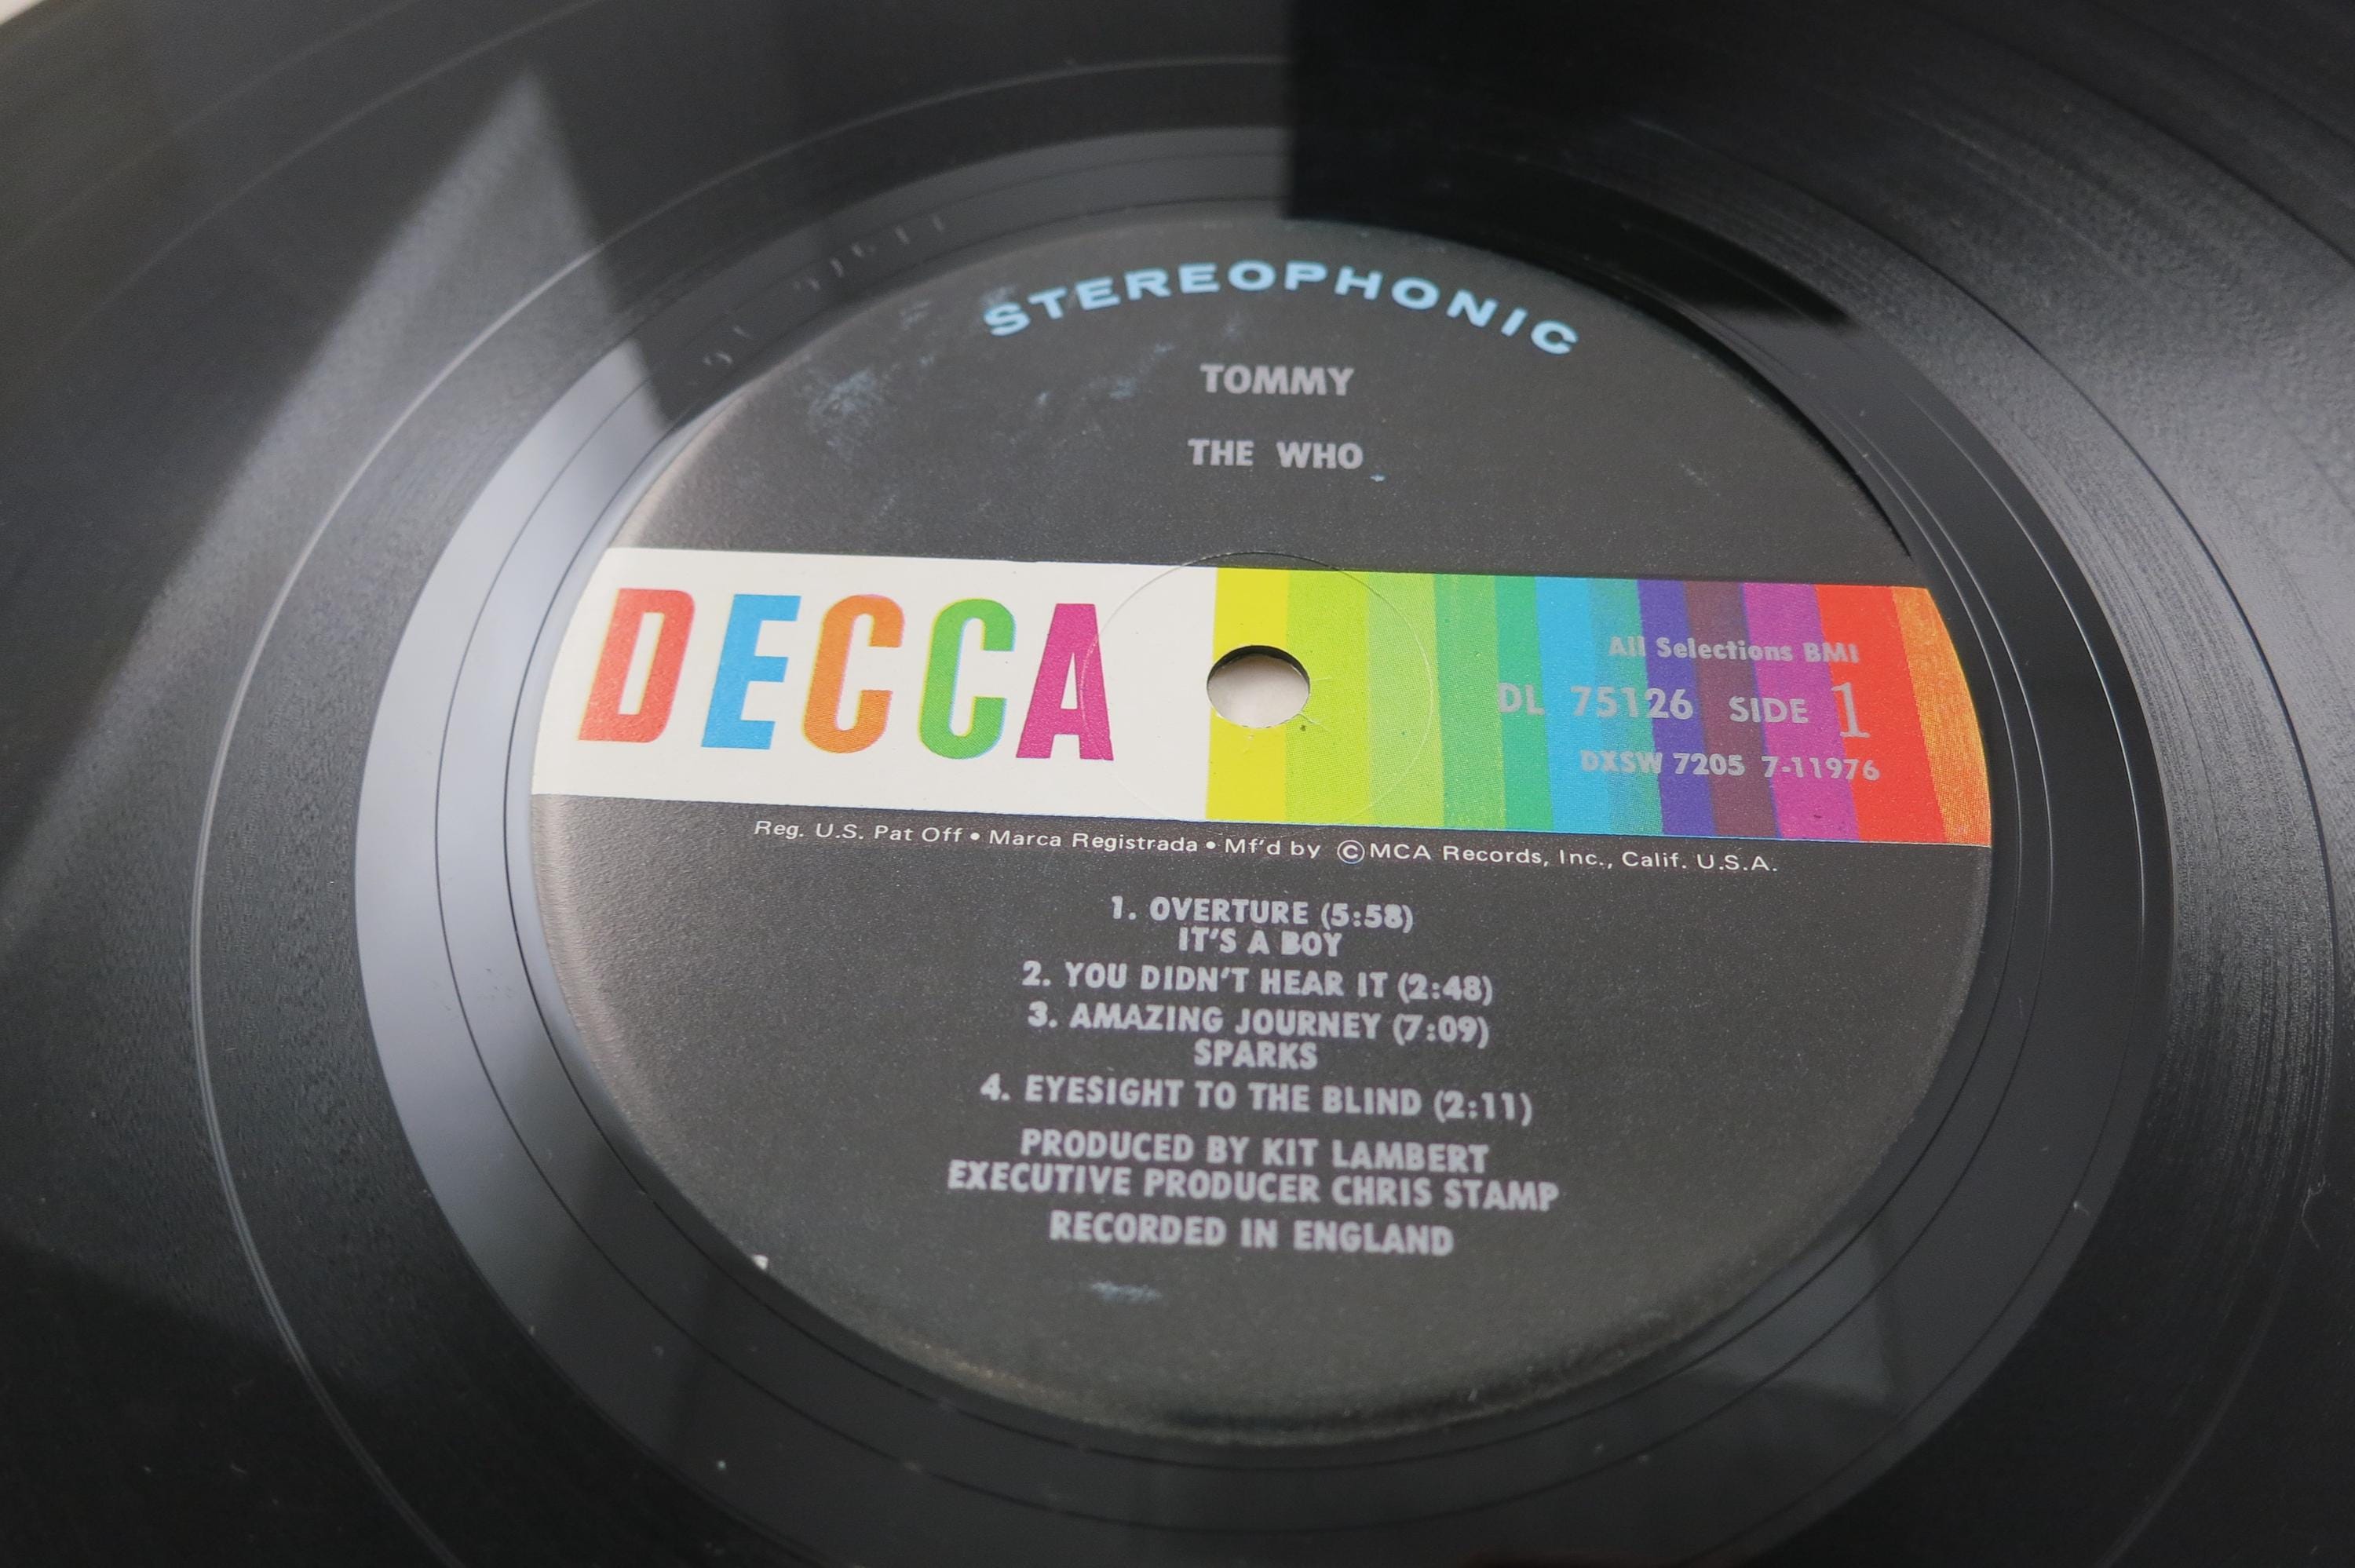 STEREOPHONIC
TOMMY
THE WHO
DECCA
All Selections BMI
DL 75126 SIDE 1
DXSW 7205 7-11976
Reg. U.S. Pat Off • Marca Registrada • Mf'd by ©MCA Records, Inc., Calif. U.S.A.
1. OVERTURE (5:58)
IT'S A BOY
2. YOU DIDN'T HEAR IT (2:48)
3. AMAZING JOURNEY (7:09)
SPARKS
4. EYESIGHT TO THE BLIND (2:11)
PRODUCED BY KIT LAMBERT
EXECUTIVE PRODUCER CHRIS STAMP
RECORDED IN ENGLAND